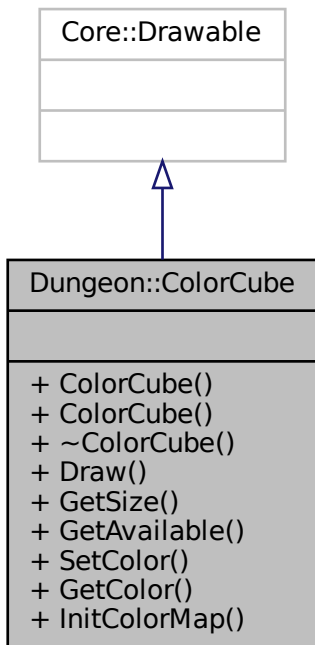 Core::Drawable
Dungeon::ColorCube
+ ColorCube()
+ ColorCube()
+ ~ColorCube()
+ Draw()
+ GetSize()
+ GetAvailable()
+ SetColor()
+ GetColor()
+ InitColorMap()